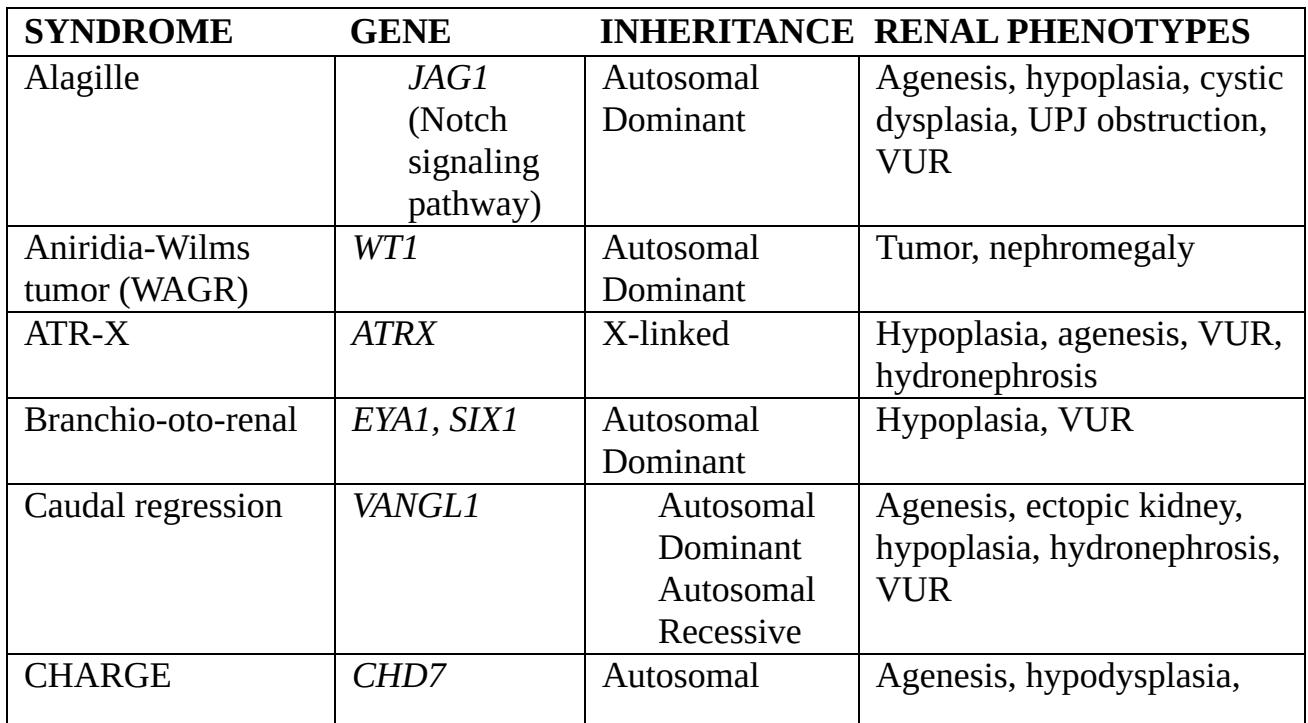 SYNDROME GENE INHERITANCE RENAL PHENOTYPES
Alagille JAG1 Autosomal Agenesis, hypoplasia, cystic
(Notch Dominant dysplasia, UPJ obstruction,
signaling VUR
pathway)
Aniridia-Wilms WT1 Autosomal Tumor, nephromegaly
tumor (WAGR) Dominant
ATR-X ATRX X-linked Hypoplasia, agenesis, VUR,
hydronephrosis
Branchio-oto-renal EYA1, SIX1 Autosomal Hypoplasia, VUR
Dominant
Caudal regression VANGL1 Autosomal Agenesis, ectopic kidney,
Dominant hypoplasia, hydronephrosis,
Autosomal VUR
Recessive
CHARGE CHD7 Autosomal Agenesis, hypodysplasia,